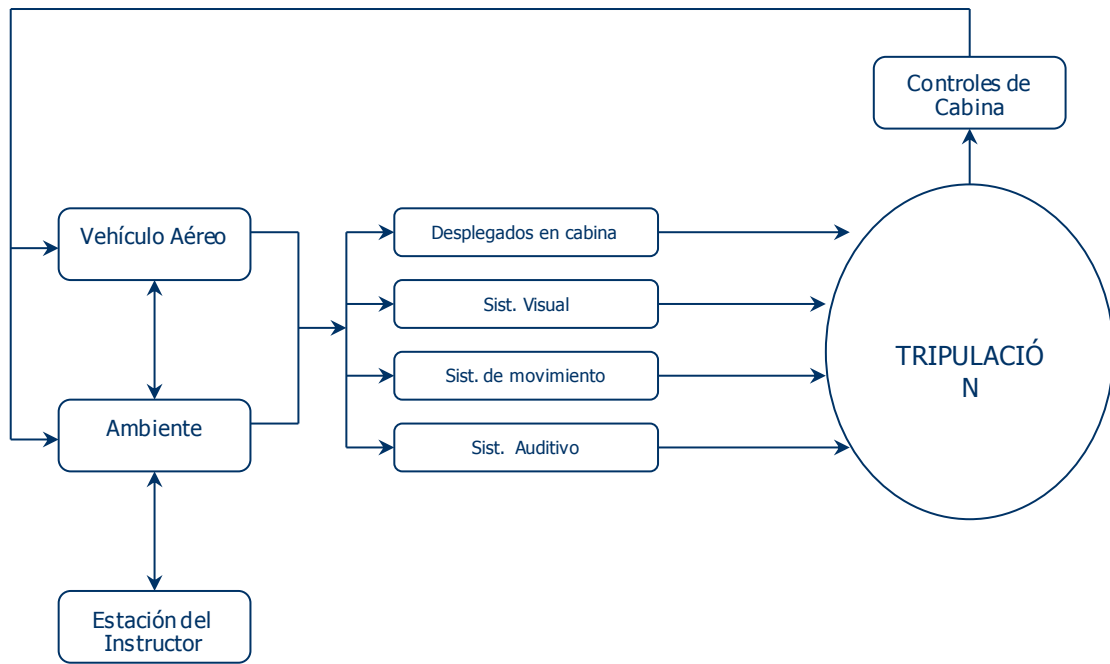 Controles de
Cabina
Vehículo Aéreo
Desplegados en cabina
Sist. Visual
TRIPULACIÓ
N
Sist. de movimiento
Ambiente
Sist. Auditivo
Estación del
Instructor